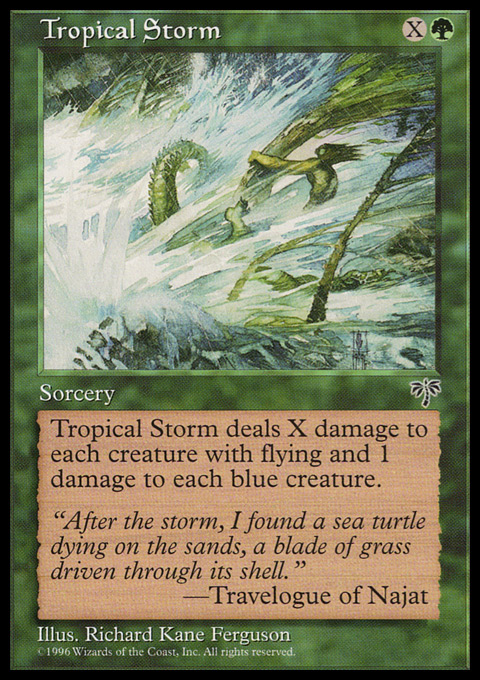 Tropical Storm X
Sorcery
Tropical Storm deals X damage to
each creature with flying and 1
damage to each blue creature.
“After the storm, I found a sea turtle
dying on the sands, a blade of grass
driven through its shell.”
—Travelogue of Najat
Illus. Richard Kane Ferguson
©1996 Wizards of the Coast, Inc. All rights reserved.